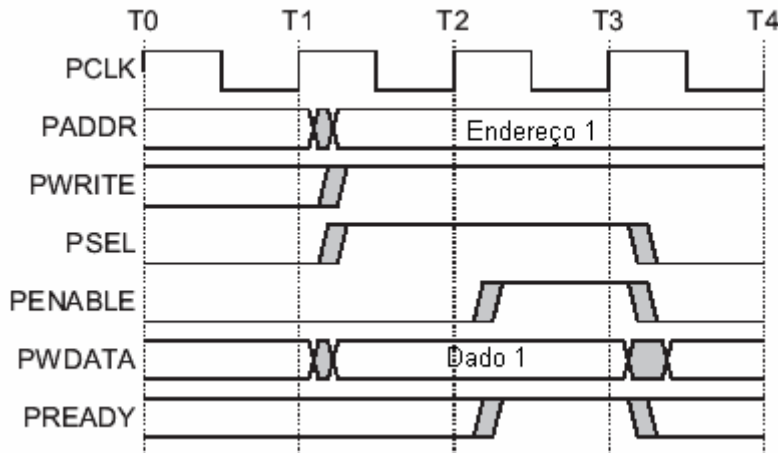 T0 T1 T2 T3 T4
PCLK
PADDR Endereço 1
PWRITE
PSEL
PENABLE
PWDATA Dado 1
PREADY